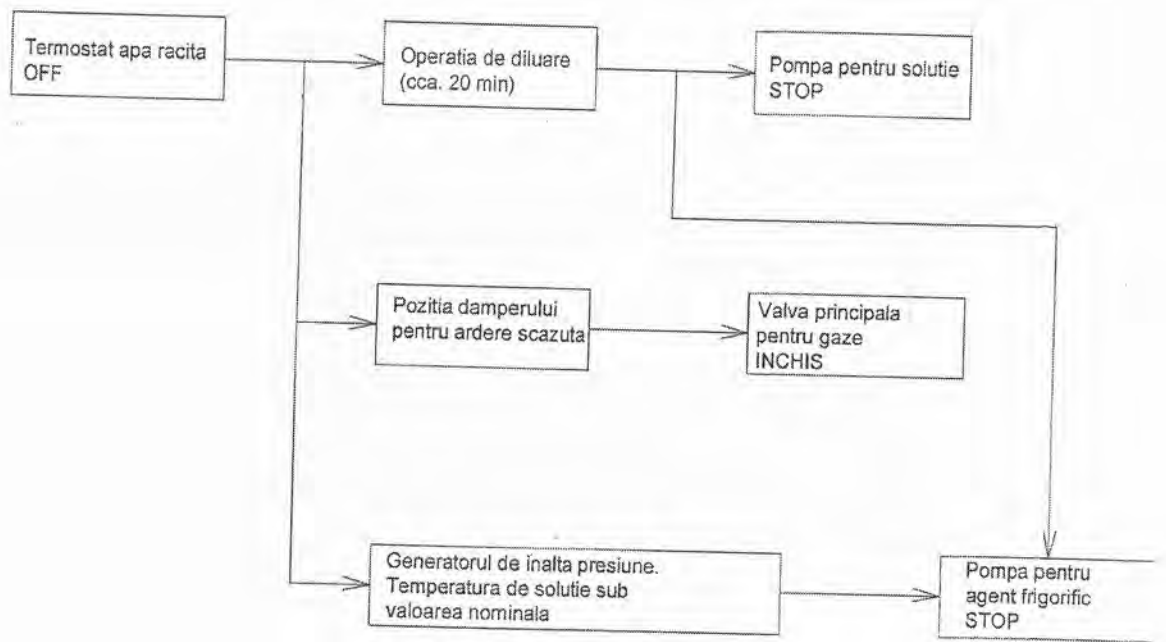 Termostat apa racita
OFF
Operatia de diluare
(cca. 20 min)
Pompa pentru solutie
STOP
Pozitia damperului
pentru ardere scazuta
Valva principala
pentru gaze
INCHIS
Generatorul de inalta presiune.
Temperatura de solutie sub
valoarea nominala
Pompa pentru
agent frigorific
STOP